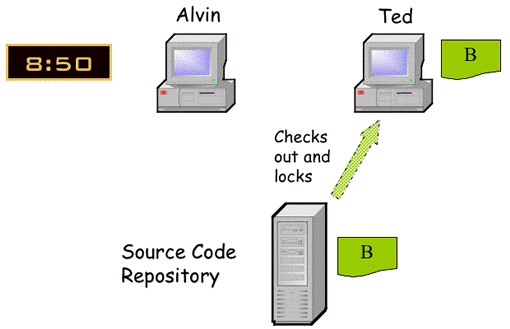 Alvin
Ted
8:50
B
Checks
out and
locks
Source Code
Repository
B